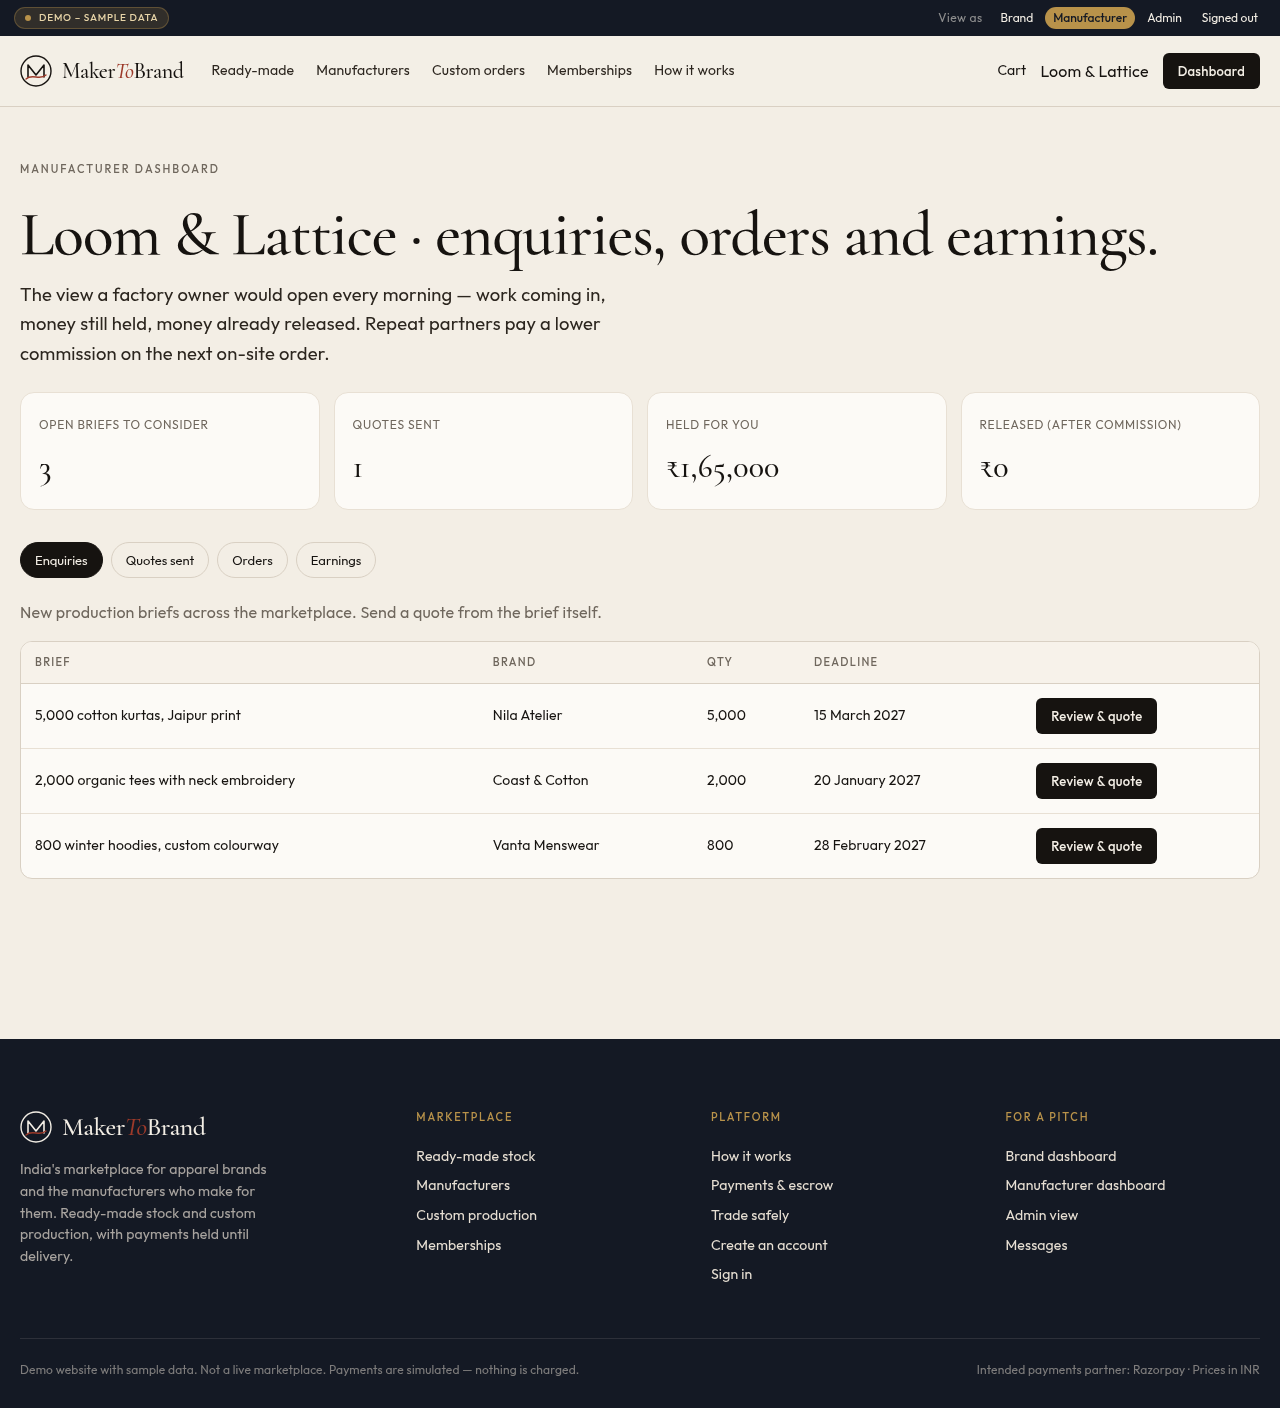 DEMO – SAMPLE DATA
View as Brand Manufacturer Admin Signed out
MakerToBrand Ready-made Manufacturers Custom orders Memberships How it works Cart Loom & Lattice Dashboard
MANUFACTURER DASHBOARD
Loom & Lattice · enquiries, orders and earnings.
The view a factory owner would open every morning — work coming in,
money still held, money already released. Repeat partners pay a lower
commission on the next on-site order.
OPEN BRIEFS TO CONSIDER
3
QUOTES SENT
1
HELD FOR YOU
₹1,65,000
RELEASED (AFTER COMMISSION)
₹0
Enquiries Quotes sent Orders Earnings
New production briefs across the marketplace. Send a quote from the brief itself.
BRIEF BRAND QTY DEADLINE
5,000 cotton kurtas, Jaipur print Nila Atelier 5,000 15 March 2027 Review & quote
2,000 organic tees with neck embroidery Coast & Cotton 2,000 20 January 2027 Review & quote
800 winter hoodies, custom colourway Vanta Menswear 800 28 February 2027 Review & quote
MakerToBrand
India's marketplace for apparel brands
and the manufacturers who make for
them. Ready-made stock and custom
production, with payments held until
delivery.
MARKETPLACE
Ready-made stock
Manufacturers
Custom production
Memberships
PLATFORM
How it works
Payments & escrow
Trade safely
Create an account
Sign in
FOR A PITCH
Brand dashboard
Manufacturer dashboard
Admin view
Messages
Demo website with sample data. Not a live marketplace. Payments are simulated — nothing is charged.
Intended payments partner: Razorpay · Prices in INR